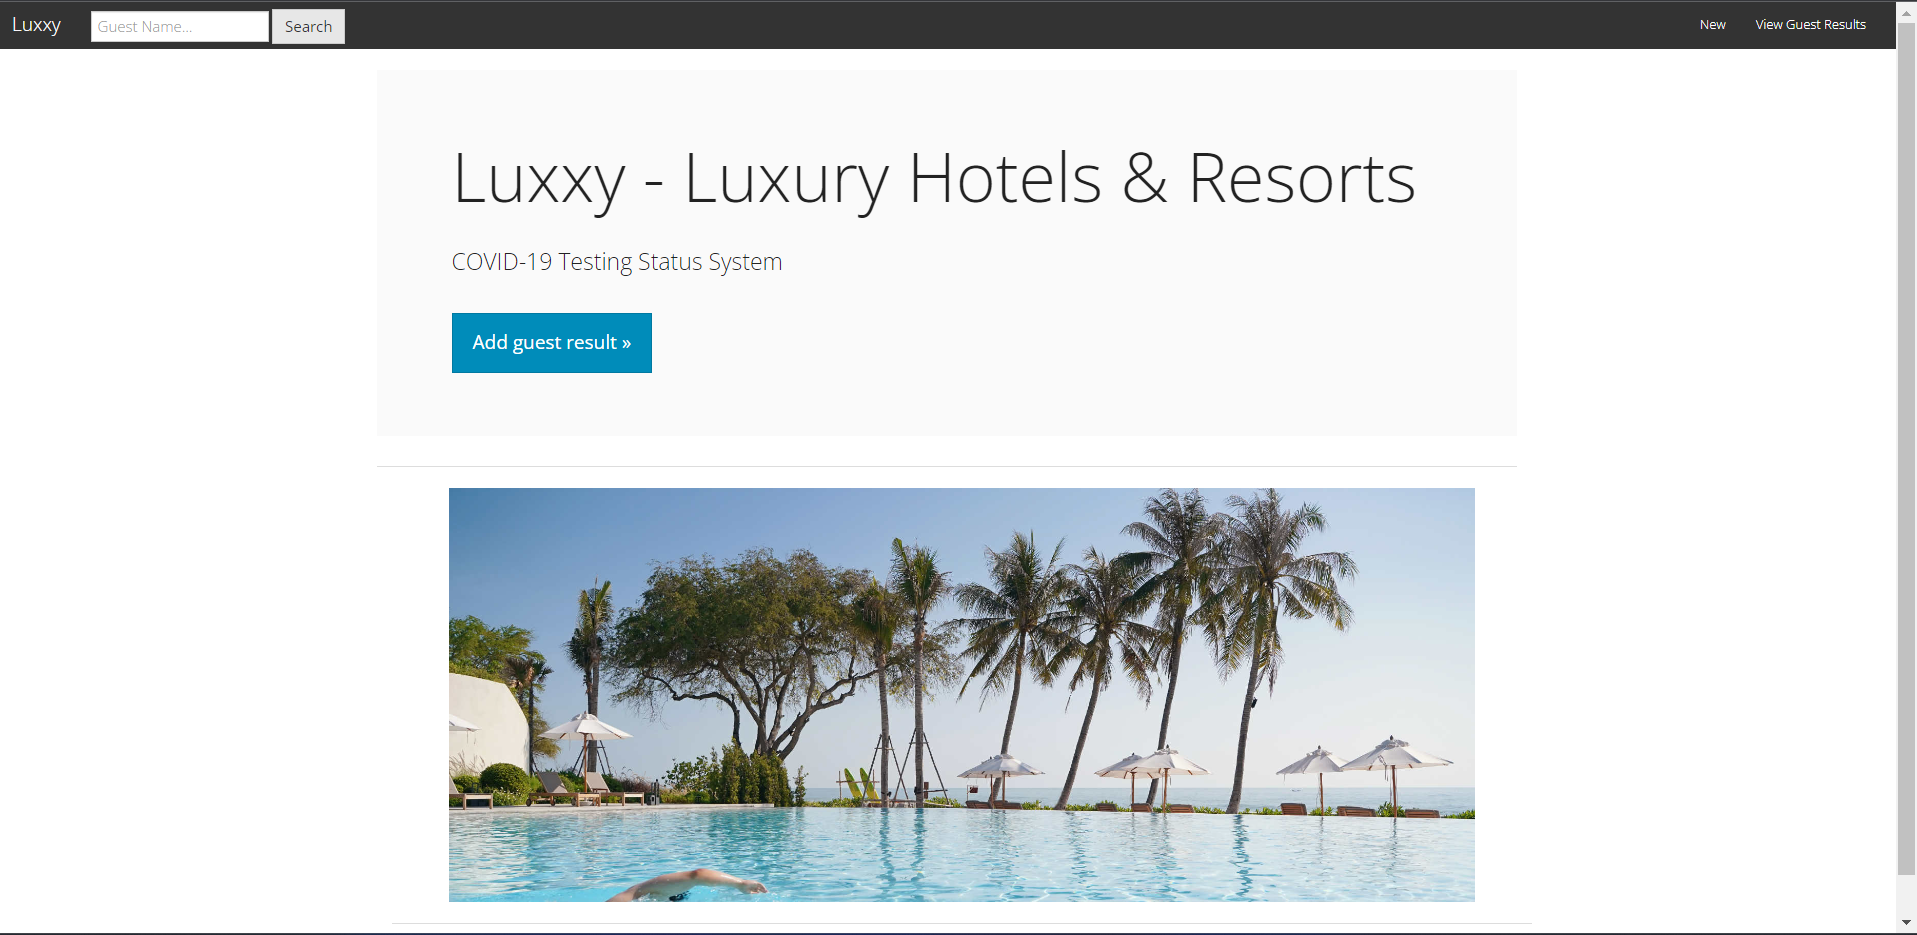 Luxxy
Guest Name...
Search
New
View Guest Results
Luxxy - Luxury Hotels & Resorts
COVID-19 Testing Status System
Add guest result »